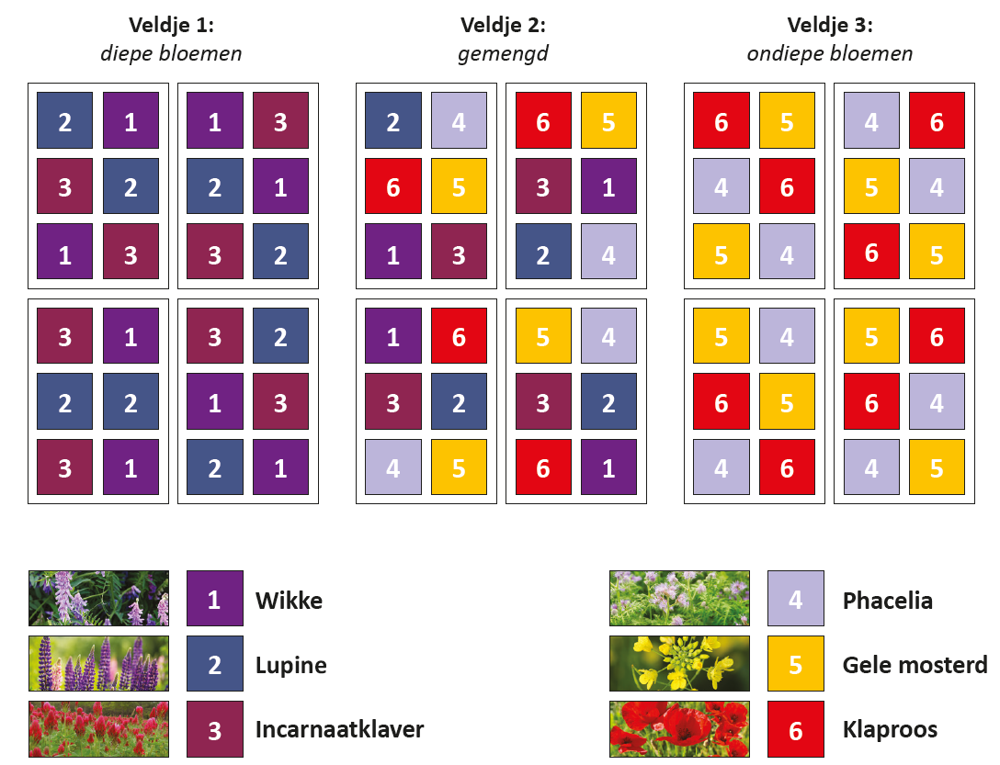 Veldje 1:
diepe bloemen
2 1 1 3
3 2 2 1
1 3 3 2
3 1 3 2
2 2 1 3
3 1 2 1
Veldje 2:
gemengd
2 4 6 5
6 5 3 1
1 3 2 4
1 6 5 4
3 2 3 2
4 5 6 1
Veldje 3:
ondiepe bloemen
6 5 4 6
4 6 5 4
5 4 6 5
5 4 5 6
6 5 6 4
4 6 4 5
1 Wikke
2 Lupine
3 Incarnaatklaver
4 Phacelia
5 Gele mosterd
6 Klaproos